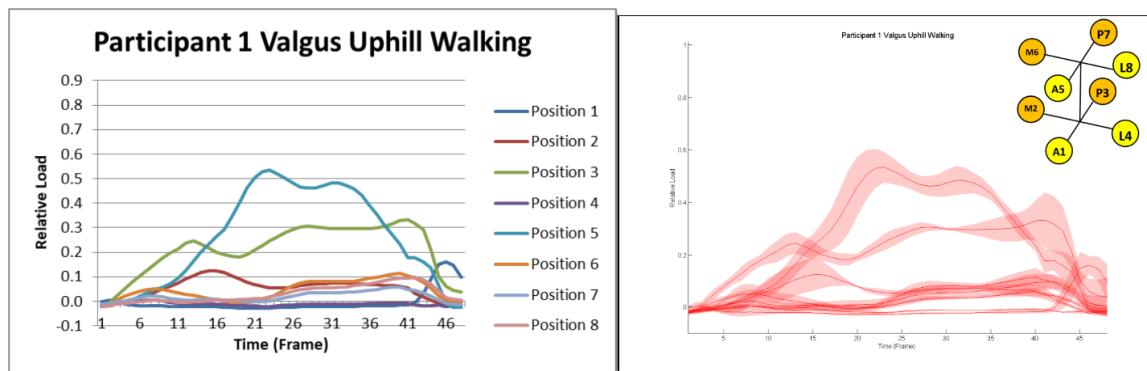 Participant 1 Valgus Uphill Walking
0.9
0.8
0.7
0.6
0.5
0.4
0.3
0.2
0.1
0.0
-0.1
1 6 11 16 21 26 31 36 41 46
Relative Load
Time (Frame)
Position 1
Position 2
Position 3
Position 4
Position 5
Position 6
Position 7
Position 8
Participant 1 Valgus Uphill Walking
1
0.8
0.6
0.4
0.2
0
5 10 15 20 25 30 35 40 45
Relative Load
Time (Frame)
P7
M6
L8
A5
P3
M2
L4
A1